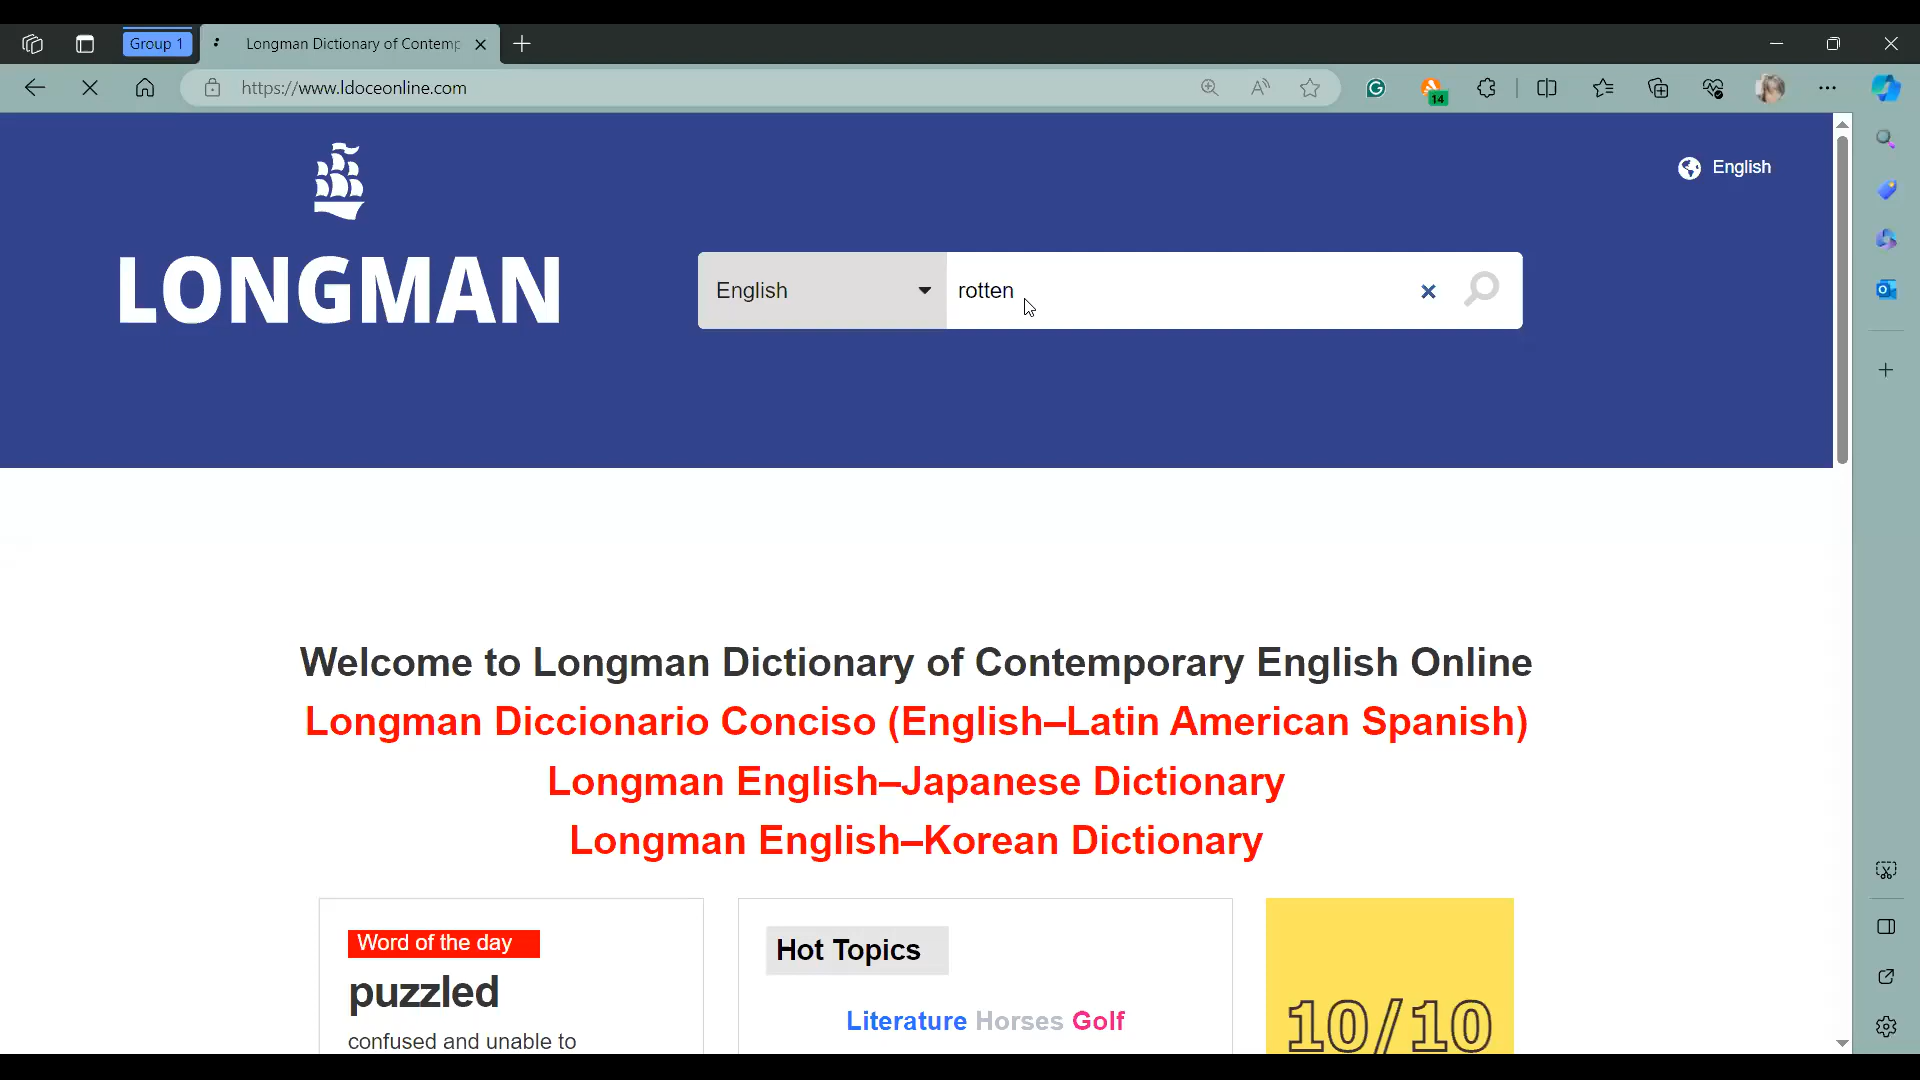 Group 1
Longman Dictionary of Contemp
https://www.ldoceonline.com
14
English
LONGMAN
English
rotten
Welcome to Longman Dictionary of Contemporary English Online
Longman Diccionario Conciso (English–Latin American Spanish)
Longman English–Japanese Dictionary
Longman English–Korean Dictionary
Word of the day
puzzled
confused and unable to
Hot Topics
Literature Horses Golf
10/10